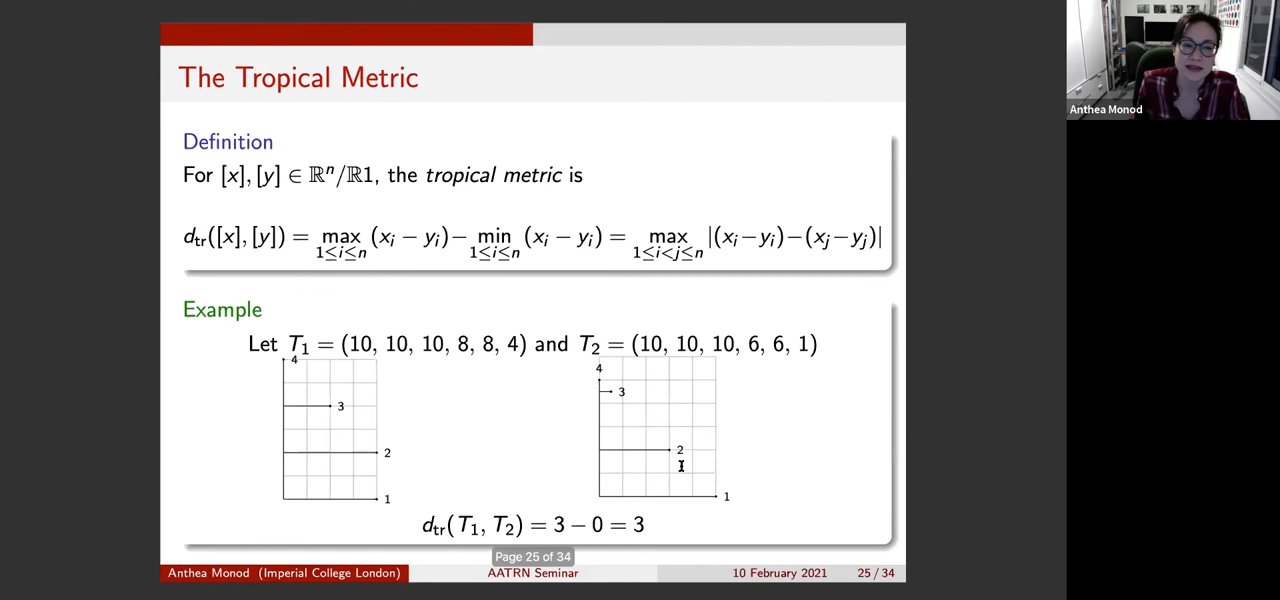 The Tropical Metric
Definition
For [x], [y] ∈ ℝⁿ/ℝ1, the tropical metric is
d_tr([x], [y]) = max_{1≤i≤n} (x_i − y_i) − min_{1≤i≤n} (x_i − y_i) = max_{1≤i<j≤n} |(x_i−y_i)−(x_j−y_j)|
Example
Let T₁ = (10, 10, 10, 8, 8, 4) and T₂ = (10, 10, 10, 6, 6, 1)
4
3
2
1
4
3
2
1
d_tr(T₁, T₂) = 3 − 0 = 3
Page 25 of 34
Anthea Monod (Imperial College London)
AATRN Seminar
10 February 2021
25 / 34
Anthea Monod